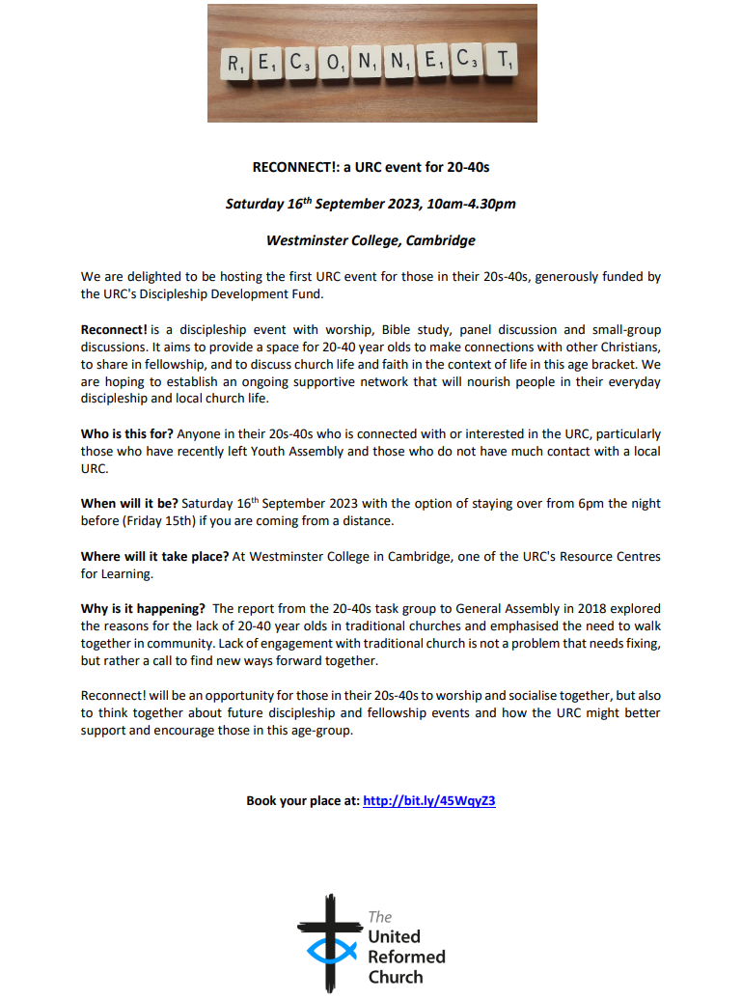 R1 E1 C3 O1 N1 N1 E1 C3 T1
RECONNECT!: a URC event for 20-40s
Saturday 16th September 2023, 10am-4.30pm
Westminster College, Cambridge
We are delighted to be hosting the first URC event for those in their 20s-40s, generously funded by
the URC's Discipleship Development Fund.
Reconnect! is a discipleship event with worship, Bible study, panel discussion and small-group
discussions. It aims to provide a space for 20-40 year olds to make connections with other Christians,
to share in fellowship, and to discuss church life and faith in the context of life in this age bracket. We
are hoping to establish an ongoing supportive network that will nourish people in their everyday
discipleship and local church life.
Who is this for? Anyone in their 20s-40s who is connected with or interested in the URC, particularly
those who have recently left Youth Assembly and those who do not have much contact with a local
URC.
When will it be? Saturday 16th September 2023 with the option of staying over from 6pm the night
before (Friday 15th) if you are coming from a distance.
Where will it take place? At Westminster College in Cambridge, one of the URC's Resource Centres
for Learning.
Why is it happening? The report from the 20-40s task group to General Assembly in 2018 explored
the reasons for the lack of 20-40 year olds in traditional churches and emphasised the need to walk
together in community. Lack of engagement with traditional church is not a problem that needs fixing,
but rather a call to find new ways forward together.
Reconnect! will be an opportunity for those in their 20s-40s to worship and socialise together, but also
to think together about future discipleship and fellowship events and how the URC might better
support and encourage those in this age-group.
Book your place at: http://bit.ly/45WqyZ3
The
United
Reformed
Church